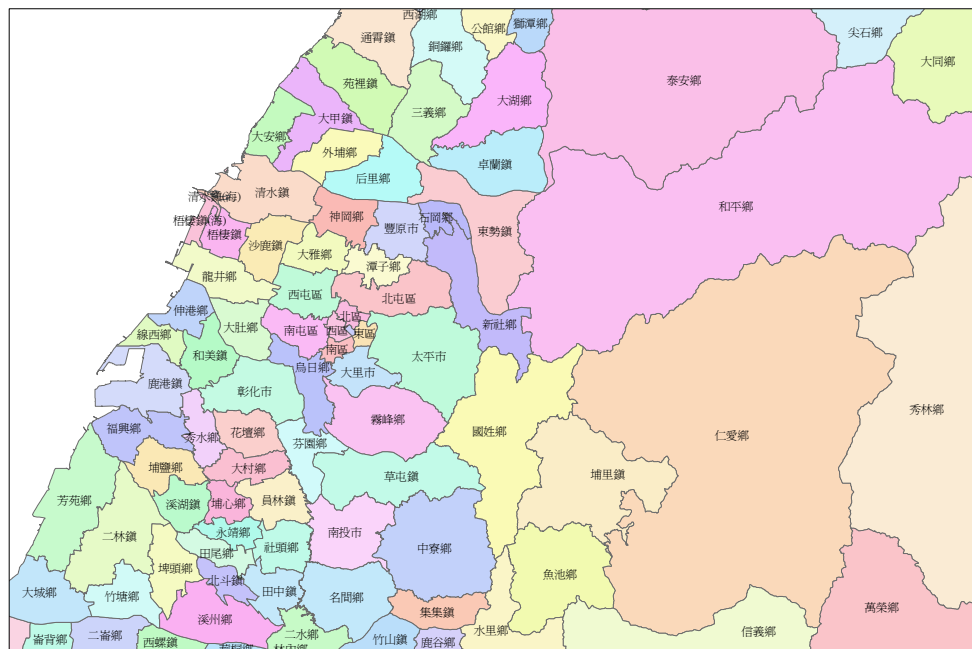 西湖鄉
公館鄉
獅潭鄉
尖石鄉
通霄鎮
銅鑼鄉
大同鄉
苑裡鎮
泰安鄉
大湖鄉
三義鄉
大甲鎮
大安鄉
外埔鄉
卓蘭鎮
后里鄉
清水鎮
清水鎮(海)
和平鄉
神岡鄉
石岡鄉
梧棲鎮(海)
豐原市
東勢鎮
梧棲鎮
沙鹿鎮
大雅鄉
潭子鄉
龍井鄉
西屯區
北屯區
伸港鄉
北區
新社鄉
大肚鄉
南屯區
西區
東區
線西鄉
和美鎮
南區
太平市
烏日鄉
大里市
鹿港鎮
彰化市
秀林鄉
霧峰鄉
福興鄉
秀水鄉
花壇鄉
國姓鄉
仁愛鄉
芬園鄉
埔鹽鄉
大村鄉
草屯鎮
埔里鎮
芳苑鄉
溪湖鎮
埔心鄉
員林鎮
二林鎮
永靖鄉
南投市
田尾鄉
社頭鄉
中寮鄉
埤頭鄉
北斗鎮
魚池鄉
大城鄉
竹塘鄉
田中鎮
名間鄉
萬榮鄉
溪州鄉
集集鎮
崙背鄉
二崙鄉
二水鄉
水里鄉
信義鄉
西螺鎮
竹山鎮
鹿谷鄉
莿桐鄉
林內鄉